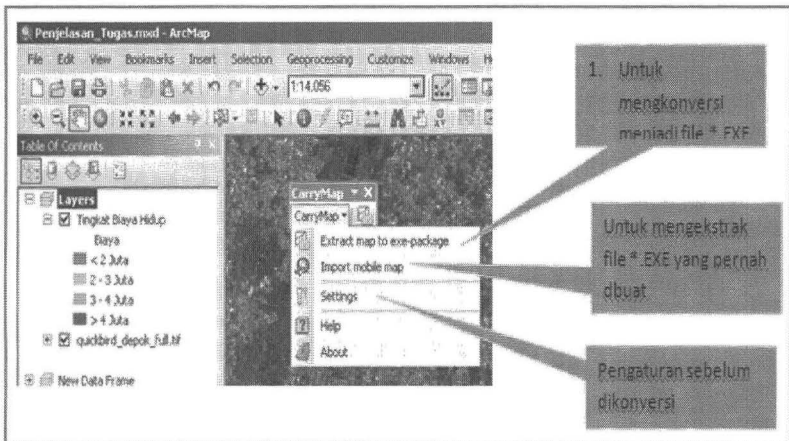 Penjelasan_Tugas.mxd - ArcMap
File Edit View Bookmarks Insert Selection Geoprocessing Customize Windows
1:14,056
Table Of Contents
Layers
Tingkat Biaya Hidup
Biaya
< 2 Juta
2 - 3 Juta
3 - 4 Juta
> 4 Juta
quickbird_depok_full.tif
New Data Frame
CarryMap
CarryMap
Extract map to exe-package
Import mobile map
Settings
Help
About
1. Untuk
mengkonversi
menjadi file *.EXE
Untuk mengekstrak
file *.EXE yang pernah
dbuat
Pengaturan sebelum
dikonversi